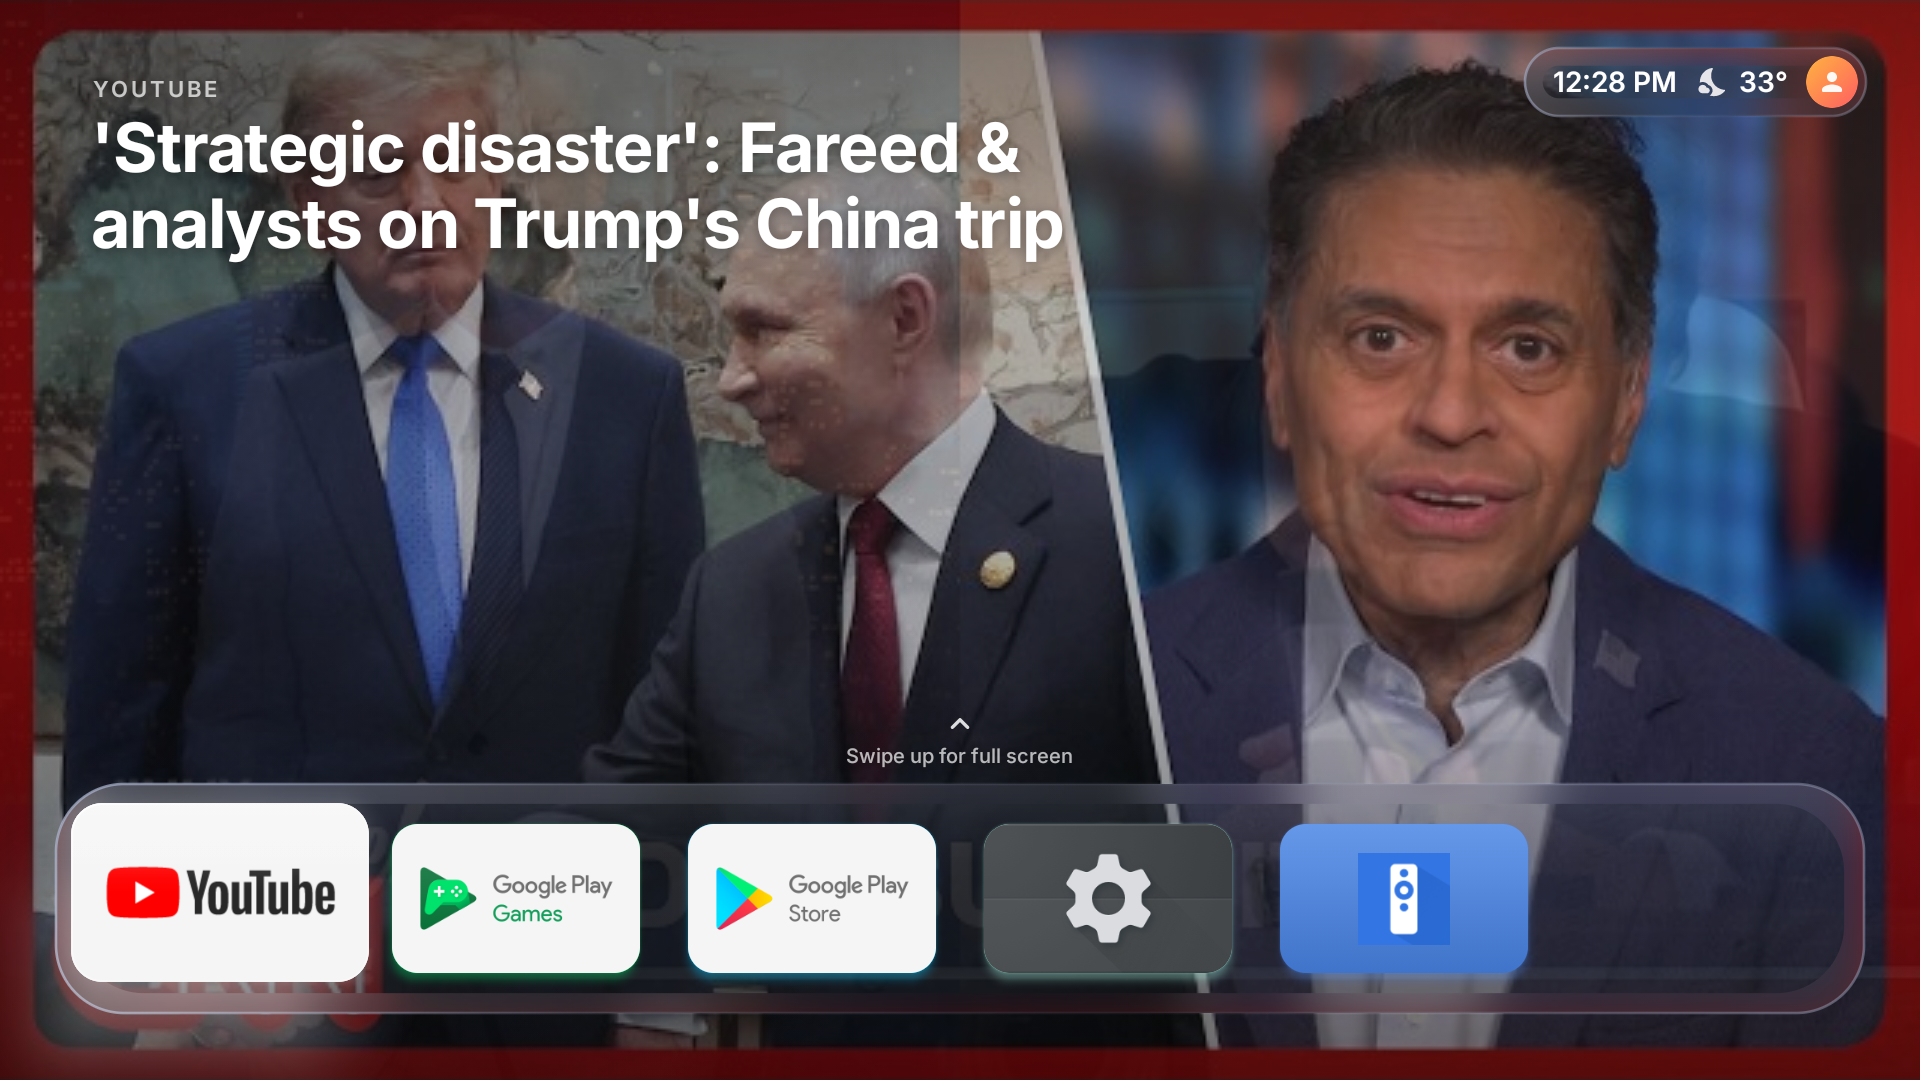 YOUTUBE
12:28 PM 33°
'Strategic disaster': Fareed &
analysts on Trump's China trip
Swipe up for full screen
YouTube
Google Play
Games
Google Play
Store